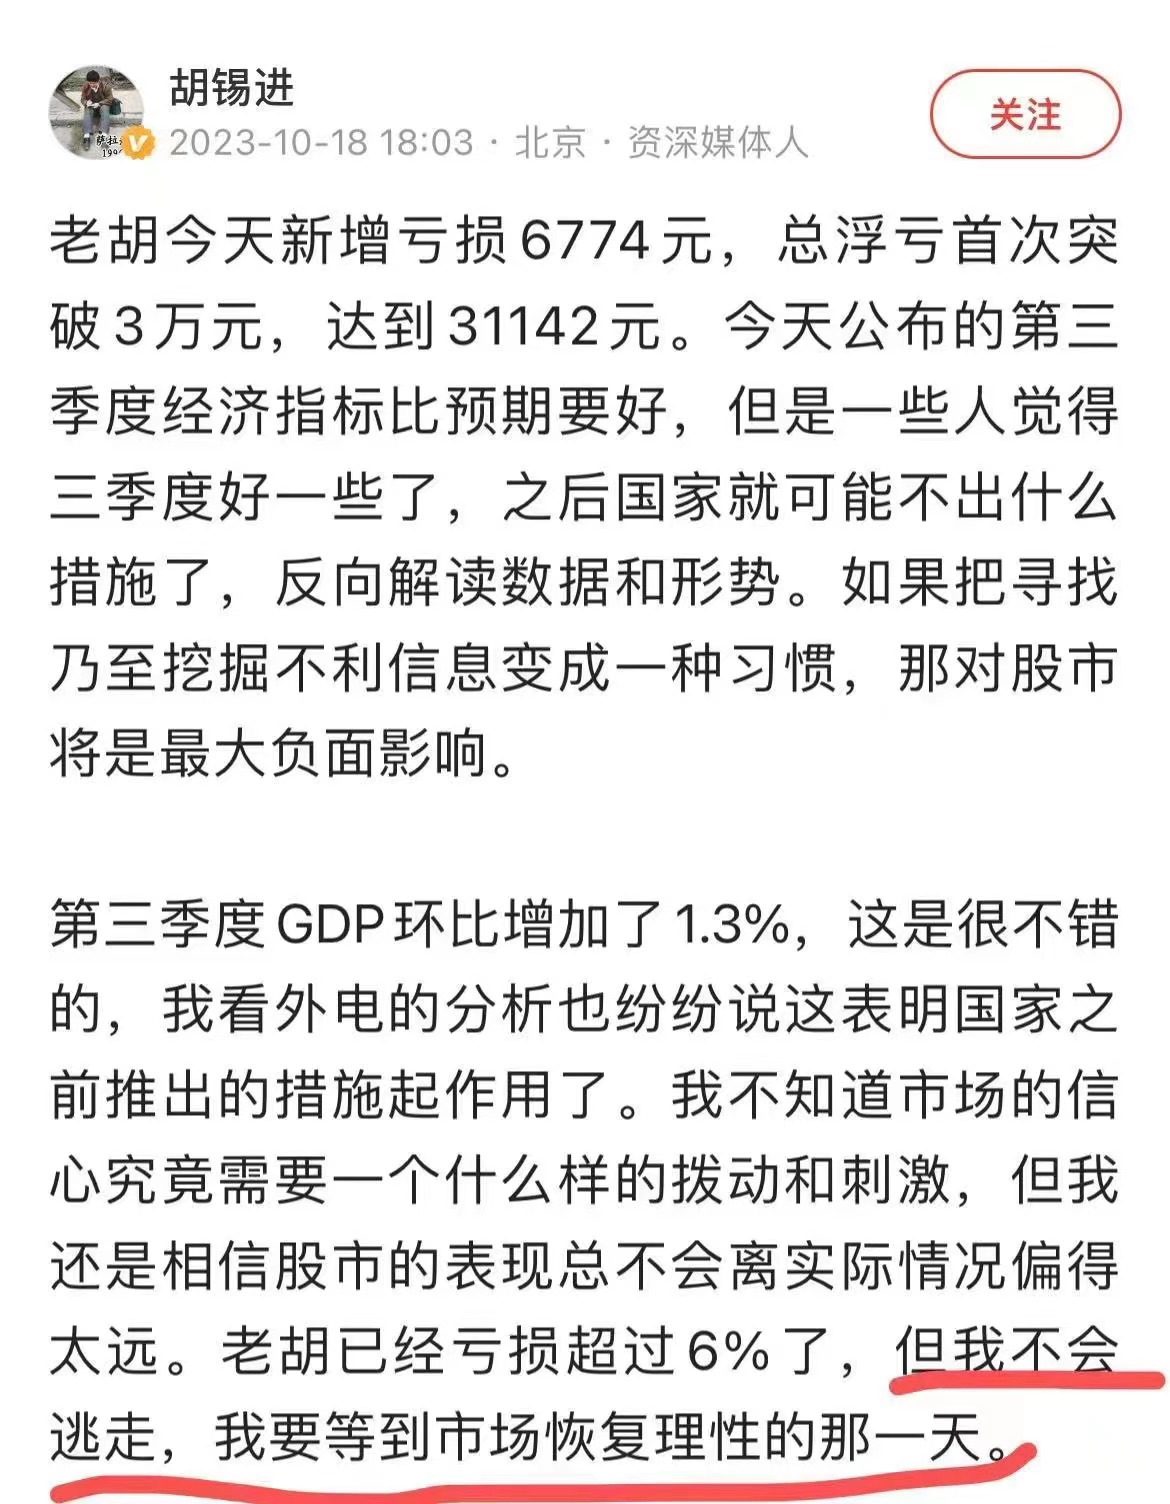 胡锡进
2023-10-18 18:03 · 北京 · 资深媒体人
关注
老胡今天新增亏损6774元，总浮亏首次突
破3万元，达到31142元。今天公布的第三
季度经济指标比预期要好，但是一些人觉得
三季度好一些了，之后国家就可能不出什么
措施了，反向解读数据和形势。如果把寻找
乃至挖掘不利信息变成一种习惯，那对股市
将是最大负面影响。
第三季度GDP环比增加了1.3%，这是很不错
的，我看外电的分析也纷纷说这表明国家之
前推出的措施起作用了。我不知道市场的信
心究竟需要一个什么样的拨动和刺激，但我
还是相信股市的表现总不会离实际情况偏得
太远。老胡已经亏损超过6%了，但我不会
逃走，我要等到市场恢复理性的那一天。